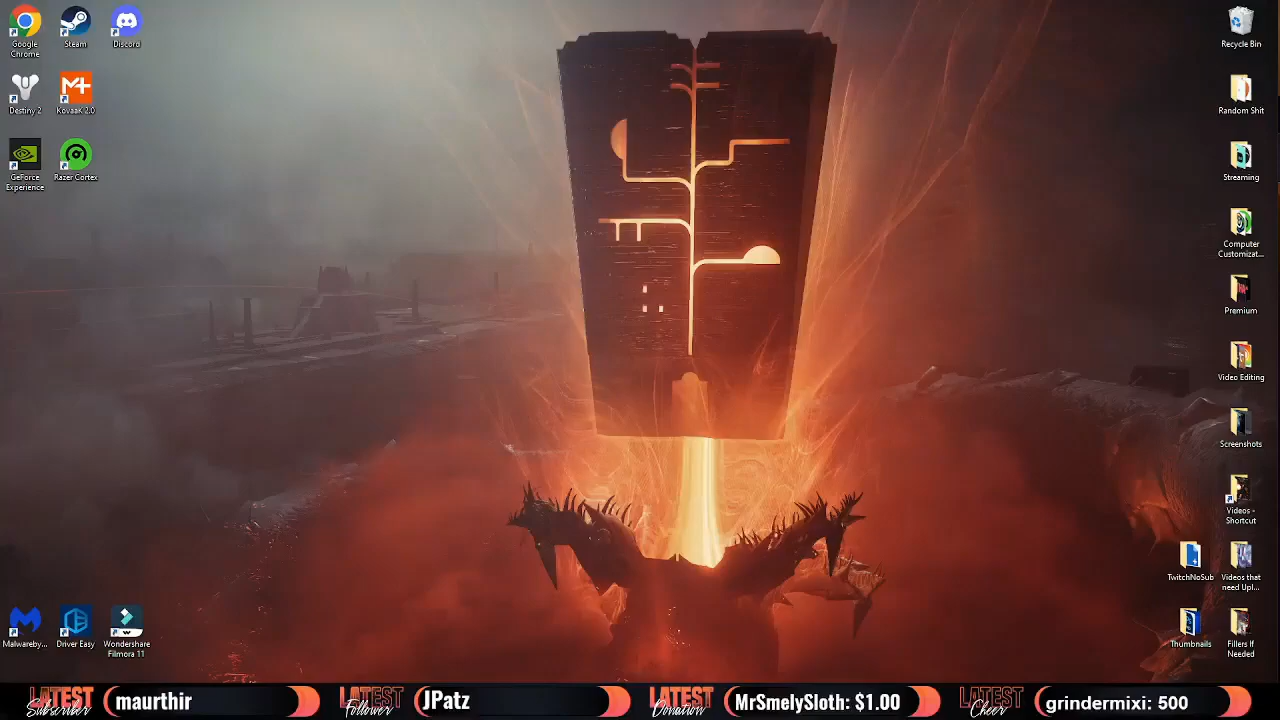 Google
Chrome
Steam
Discord
Destiny 2
KovaaK 2.0
GeForce
Experience
Razer Cortex
Malwareby...
Driver Easy
Wondershare
Filmora 11
Recycle Bin
Random Shit
Streaming
Computer
Customizat...
Premium
Video Editing
Screenshots
Videos -
Shortcut
TwitchNoSub
Videos that
need Upl...
Thumbnails
Fillers If
Needed
LATEST
Subscriber
maurthir
LATEST
Follower
JPatz
LATEST
Donation
MrSmelySloth: $1.00
LATEST
Cheer
grindermixi: 500